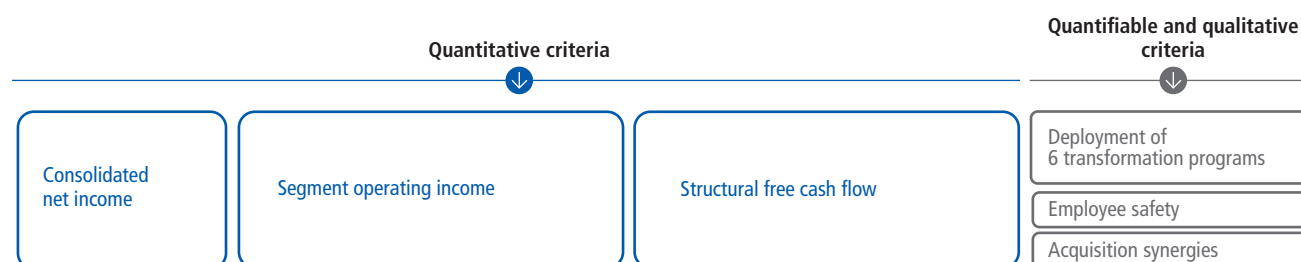 Quantitative criteria
Quantifiable and qualitative
criteria
Consolidated
net income
Segment operating income
Structural free cash flow
Deployment of
6 transformation programs
Employee safety
Acquisition synergies